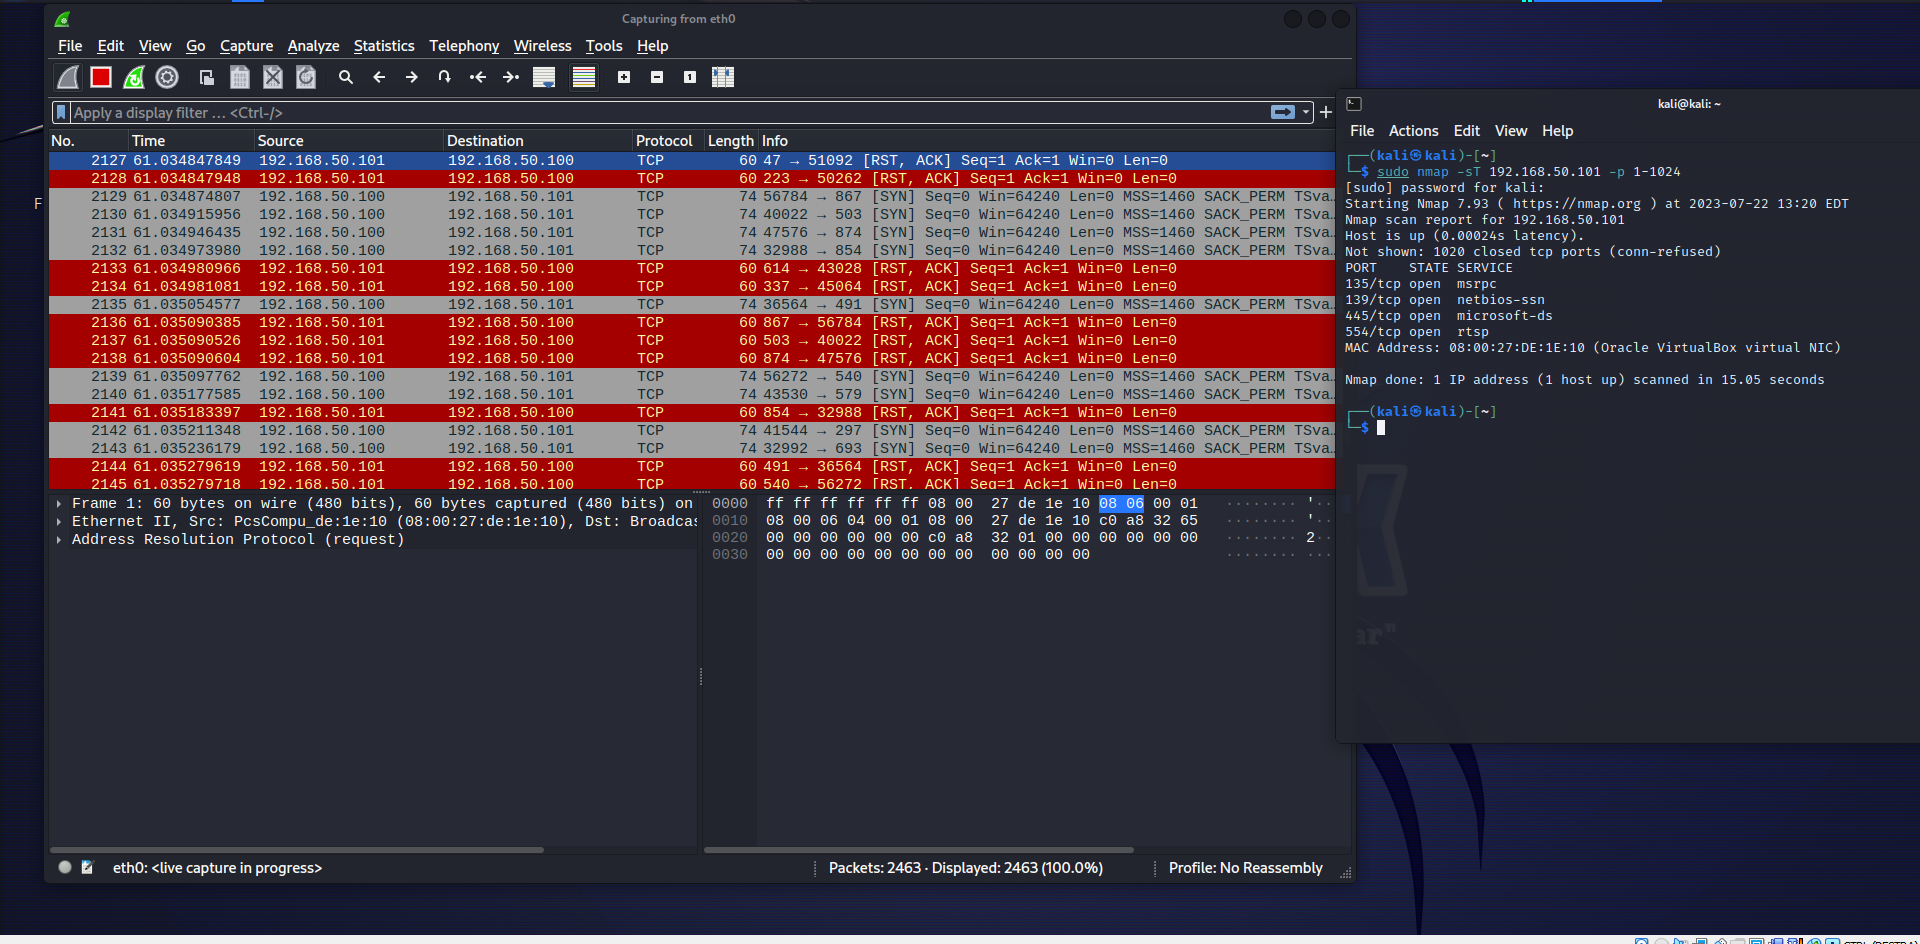 Capturing from eth0
File Edit View Go Capture Analyze Statistics Telephony Wireless Tools Help
Apply a display filter … <Ctrl-/>
No. Time Source Destination Protocol Length Info
2127 61.034847849 192.168.50.101 192.168.50.100 TCP 60 47 → 51092 [RST, ACK] Seq=1 Ack=1 Win=0 Len=0
2128 61.034847948 192.168.50.101 192.168.50.100 TCP 60 223 → 50262 [RST, ACK] Seq=1 Ack=1 Win=0 Len=0
2129 61.034874807 192.168.50.100 192.168.50.101 TCP 74 56784 → 867 [SYN] Seq=0 Win=64240 Len=0 MSS=1460 SACK_PERM TSva…
2130 61.034915956 192.168.50.100 192.168.50.101 TCP 74 40022 → 503 [SYN] Seq=0 Win=64240 Len=0 MSS=1460 SACK_PERM TSva…
2131 61.034946435 192.168.50.100 192.168.50.101 TCP 74 47576 → 874 [SYN] Seq=0 Win=64240 Len=0 MSS=1460 SACK_PERM TSva…
2132 61.034973980 192.168.50.100 192.168.50.101 TCP 74 32988 → 854 [SYN] Seq=0 Win=64240 Len=0 MSS=1460 SACK_PERM TSva…
2133 61.034980966 192.168.50.101 192.168.50.100 TCP 60 614 → 43028 [RST, ACK] Seq=1 Ack=1 Win=0 Len=0
2134 61.034981081 192.168.50.101 192.168.50.100 TCP 60 337 → 45064 [RST, ACK] Seq=1 Ack=1 Win=0 Len=0
2135 61.035054577 192.168.50.100 192.168.50.101 TCP 74 36564 → 491 [SYN] Seq=0 Win=64240 Len=0 MSS=1460 SACK_PERM TSva…
2136 61.035090385 192.168.50.101 192.168.50.100 TCP 60 867 → 56784 [RST, ACK] Seq=1 Ack=1 Win=0 Len=0
2137 61.035090526 192.168.50.101 192.168.50.100 TCP 60 503 → 40022 [RST, ACK] Seq=1 Ack=1 Win=0 Len=0
2138 61.035090604 192.168.50.101 192.168.50.100 TCP 60 874 → 47576 [RST, ACK] Seq=1 Ack=1 Win=0 Len=0
2139 61.035097762 192.168.50.100 192.168.50.101 TCP 74 56272 → 540 [SYN] Seq=0 Win=64240 Len=0 MSS=1460 SACK_PERM TSva…
2140 61.035177585 192.168.50.100 192.168.50.101 TCP 74 43530 → 579 [SYN] Seq=0 Win=64240 Len=0 MSS=1460 SACK_PERM TSva…
2141 61.035183397 192.168.50.101 192.168.50.100 TCP 60 854 → 32988 [RST, ACK] Seq=1 Ack=1 Win=0 Len=0
2142 61.035211348 192.168.50.100 192.168.50.101 TCP 74 41544 → 297 [SYN] Seq=0 Win=64240 Len=0 MSS=1460 SACK_PERM TSva…
2143 61.035236179 192.168.50.100 192.168.50.101 TCP 74 32992 → 693 [SYN] Seq=0 Win=64240 Len=0 MSS=1460 SACK_PERM TSva…
2144 61.035279619 192.168.50.101 192.168.50.100 TCP 60 491 → 36564 [RST, ACK] Seq=1 Ack=1 Win=0 Len=0
2145 61.035279718 192.168.50.101 192.168.50.100 TCP 60 540 → 56272 [RST, ACK] Seq=1 Ack=1 Win=0 Len=0
Frame 1: 60 bytes on wire (480 bits), 60 bytes captured (480 bits) on
Ethernet II, Src: PcsCompu_de:1e:10 (08:00:27:de:1e:10), Dst: Broadcas
Address Resolution Protocol (request)
0000 ff ff ff ff ff ff 08 00 27 de 1e 10 08 06 00 01 ········ '··
0010 08 00 06 04 00 01 08 00 27 de 1e 10 c0 a8 32 65 ········ '··
0020 00 00 00 00 00 00 c0 a8 32 01 00 00 00 00 00 00 ········ 2··
0030 00 00 00 00 00 00 00 00 00 00 00 00 ········ ···
eth0: <live capture in progress>
Packets: 2463 · Displayed: 2463 (100.0%)
Profile: No Reassembly
F
kali@kali: ~
File Actions Edit View Help
┌──(kali㉿kali)-[~]
└─$ sudo nmap -sT 192.168.50.101 -p 1-1024
[sudo] password for kali:
Starting Nmap 7.93 ( https://nmap.org ) at 2023-07-22 13:20 EDT
Nmap scan report for 192.168.50.101
Host is up (0.00024s latency).
Not shown: 1020 closed tcp ports (conn-refused)
PORT STATE SERVICE
135/tcp open msrpc
139/tcp open netbios-ssn
445/tcp open microsoft-ds
554/tcp open rtsp
MAC Address: 08:00:27:DE:1E:10 (Oracle VirtualBox virtual NIC)
Nmap done: 1 IP address (1 host up) scanned in 15.05 seconds
┌──(kali㉿kali)-[~]
└─$
ar"